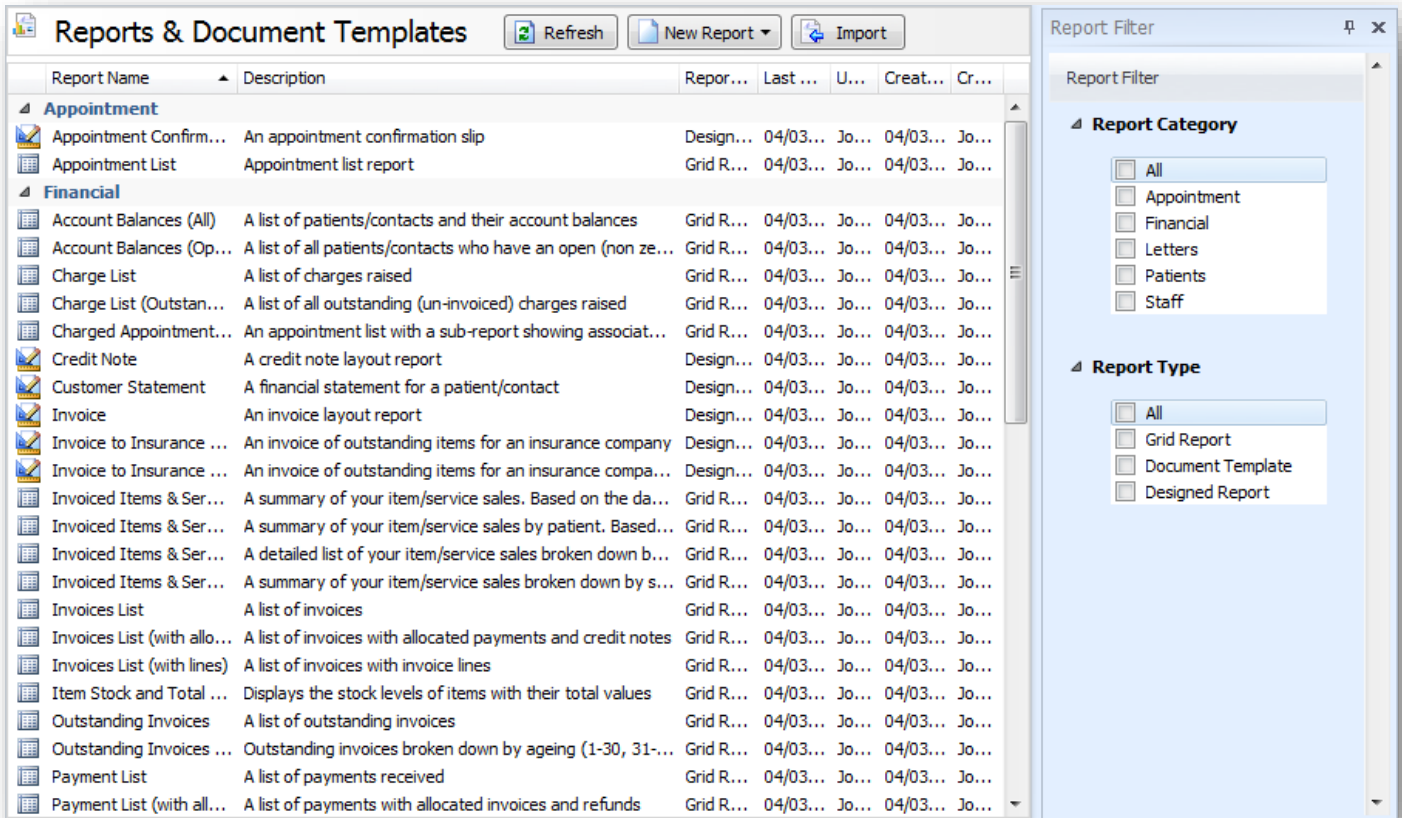 Reports & Document Templates Refresh New Report Import
Report Name Description Repor... Last ... U... Creat... Cr...
Appointment
Appointment Confirm... An appointment confirmation slip Design... 04/03... Jo... 04/03... Jo...
Appointment List Appointment list report Grid R... 04/03... Jo... 04/03... Jo...
Financial
Account Balances (All) A list of patients/contacts and their account balances Grid R... 04/03... Jo... 04/03... Jo...
Account Balances (Op... A list of all patients/contacts who have an open (non ze... Grid R... 04/03... Jo... 04/03... Jo...
Charge List A list of charges raised Grid R... 04/03... Jo... 04/03... Jo...
Charge List (Outstan... A list of all outstanding (un-invoiced) charges raised Grid R... 04/03... Jo... 04/03... Jo...
Charged Appointment... An appointment list with a sub-report showing associat... Grid R... 04/03... Jo... 04/03... Jo...
Credit Note A credit note layout report Design... 04/03... Jo... 04/03... Jo...
Customer Statement A financial statement for a patient/contact Design... 04/03... Jo... 04/03... Jo...
Invoice An invoice layout report Design... 04/03... Jo... 04/03... Jo...
Invoice to Insurance ... An invoice of outstanding items for an insurance company Design... 04/03... Jo... 04/03... Jo...
Invoice to Insurance ... An invoice of outstanding items for an insurance compa... Design... 04/03... Jo... 04/03... Jo...
Invoiced Items & Ser... A summary of your item/service sales. Based on the da... Grid R... 04/03... Jo... 04/03... Jo...
Invoiced Items & Ser... A summary of your item/service sales by patient. Based... Grid R... 04/03... Jo... 04/03... Jo...
Invoiced Items & Ser... A detailed list of your item/service sales broken down b... Grid R... 04/03... Jo... 04/03... Jo...
Invoiced Items & Ser... A summary of your item/service sales broken down by s... Grid R... 04/03... Jo... 04/03... Jo...
Invoices List A list of invoices Grid R... 04/03... Jo... 04/03... Jo...
Invoices List (with allo... A list of invoices with allocated payments and credit notes Grid R... 04/03... Jo... 04/03... Jo...
Invoices List (with lines) A list of invoices with invoice lines Grid R... 04/03... Jo... 04/03... Jo...
Item Stock and Total ... Displays the stock levels of items with their total values Grid R... 04/03... Jo... 04/03... Jo...
Outstanding Invoices A list of outstanding invoices Grid R... 04/03... Jo... 04/03... Jo...
Outstanding Invoices ... Outstanding invoices broken down by ageing (1-30, 31-... Grid R... 04/03... Jo... 04/03... Jo...
Payment List A list of payments received Grid R... 04/03... Jo... 04/03... Jo...
Payment List (with all... A list of payments with allocated invoices and refunds Grid R... 04/03... Jo... 04/03... Jo...
Report Filter
Report Filter
Report Category
All
Appointment
Financial
Letters
Patients
Staff
Report Type
All
Grid Report
Document Template
Designed Report